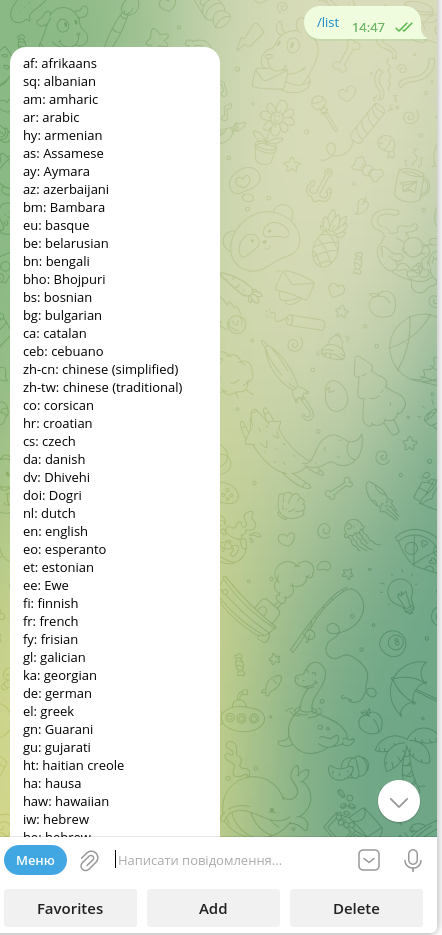 /list
14:47
af: afrikaans
sq: albanian
am: amharic
ar: arabic
hy: armenian
as: Assamese
ay: Aymara
az: azerbaijani
bm: Bambara
eu: basque
be: belarusian
bn: bengali
bho: Bhojpuri
bs: bosnian
bg: bulgarian
ca: catalan
ceb: cebuano
zh-cn: chinese (simplified)
zh-tw: chinese (traditional)
co: corsican
hr: croatian
cs: czech
da: danish
dv: Dhivehi
doi: Dogri
nl: dutch
en: english
eo: esperanto
et: estonian
ee: Ewe
fi: finnish
fr: french
fy: frisian
gl: galician
ka: georgian
de: german
el: greek
gn: Guarani
gu: gujarati
ht: haitian creole
ha: hausa
haw: hawaiian
iw: hebrew
he: hebrew
Меню
Написати повідомлення...
Favorites
Add
Delete